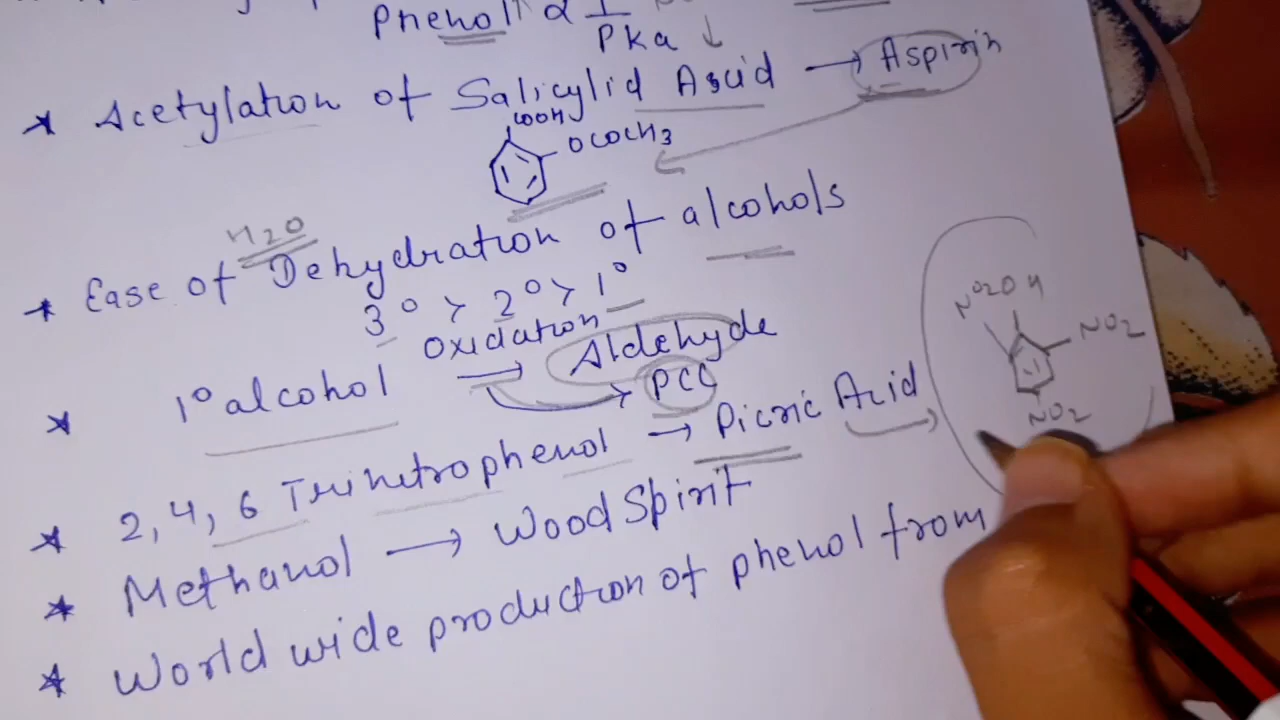 Phenol ∝ 1/Pka ↓
* Acetylation of Salicylid Acid → Aspirin
COOH
OCOCH3
H2O
* Ease of Dehydration of alcohols
3° > 2° > 1°
oxidation
* 1° alcohol → Aldehyde
→ PCC
* 2, 4, 6 Trinitrophenol → Picric Acid
NO2 OH
NO2
NO2
* Methanol → Wood Spirit
* World wide production of phenol from